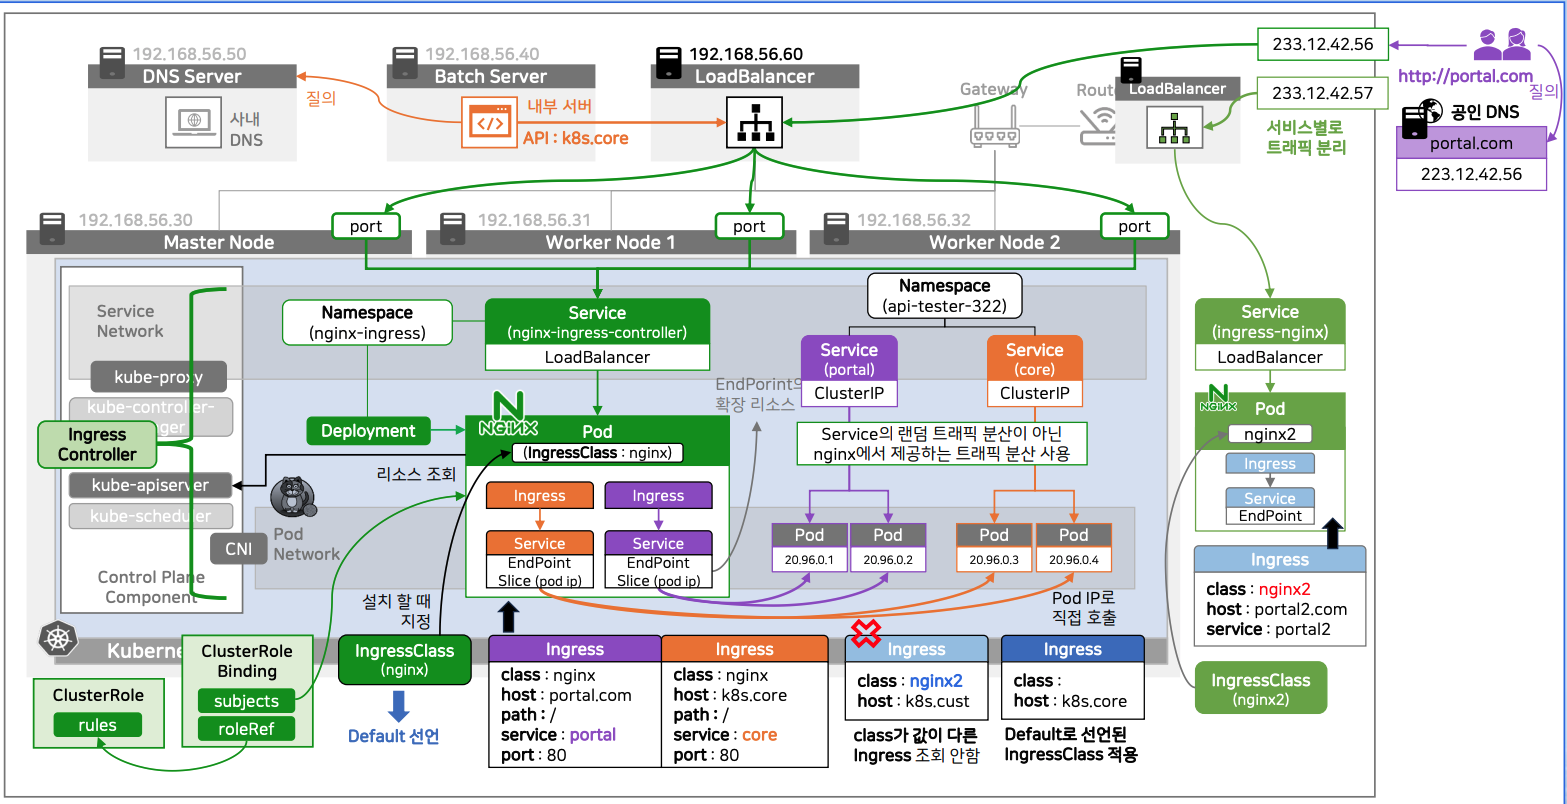 192.168.56.50
DNS Server
사내
DNS
질의
192.168.56.40
Batch Server
내부 서버
API : k8s.core
192.168.56.60
LoadBalancer
Gateway
LoadBalancer
서비스별로
트래픽 분리
233.12.42.56
233.12.42.57
http://portal.com
질의
공인 DNS
portal.com
223.12.42.56
192.168.56.30
Master Node
port
192.168.56.31
Worker Node 1
port
192.168.56.32
Worker Node 2
port
Service
Network
kube-proxy
kube-controller-
Ingress
Controller
kube-apiserver
kube-scheduler
CNI
Pod
Network
Control Plane
Component
Namespace
(nginx-ingress)
Service
(nginx-ingress-controller)
LoadBalancer
Deployment
리소스 조회
NGINX
Pod
(IngressClass : nginx)
Ingress
Service
EndPoint
Slice (pod ip)
Ingress
Service
EndPoint
Slice (pod ip)
확장 리소스
Namespace
(api-tester-322)
Service
(portal)
ClusterIP
Service
(core)
ClusterIP
Service의 랜덤 트래픽 분산이 아닌
nginx에서 제공하는 트래픽 분산 사용
Pod
20.96.0.1
Pod
20.96.0.2
Pod
20.96.0.3
Pod
20.96.0.4
Pod IP로
직접 호출
Service
(ingress-nginx)
LoadBalancer
NGINX
Pod
nginx2
Ingress
Service
EndPoint
Ingress
class : nginx2
host : portal2.com
service : portal2
IngressClass
(nginx2)
설치 할 때
지정
ClusterRole
rules
ClusterRole
Binding
subjects
roleRef
IngressClass
(nginx)
Default 선언
Ingress
class : nginx
host : portal.com
path : /
service : portal
port : 80
Ingress
class : nginx
host : k8s.core
path : /
service : core
port : 80
Ingress
class : nginx2
host : k8s.cust
class가 값이 다른
Ingress 조회 안함
Ingress
class :
host : k8s.core
Default로 선언된
IngressClass 적용